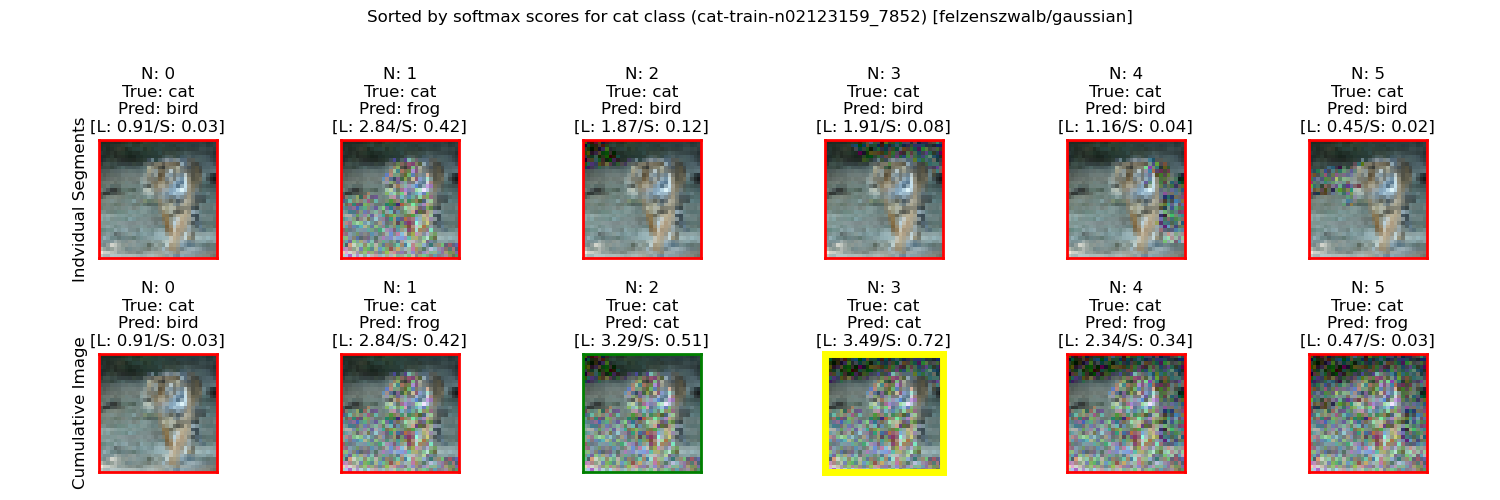 Sorted by softmax scores for cat class (cat-train-n02123159_7852) [felzenszwalb/gaussian]
Indvidual Segments
N: 0
True: cat
Pred: bird
[L: 0.91/S: 0.03]
N: 1
True: cat
Pred: frog
[L: 2.84/S: 0.42]
N: 2
True: cat
Pred: bird
[L: 1.87/S: 0.12]
N: 3
True: cat
Pred: bird
[L: 1.91/S: 0.08]
N: 4
True: cat
Pred: bird
[L: 1.16/S: 0.04]
N: 5
True: cat
Pred: bird
[L: 0.45/S: 0.02]
Cumulative Image
N: 0
True: cat
Pred: bird
[L: 0.91/S: 0.03]
N: 1
True: cat
Pred: frog
[L: 2.84/S: 0.42]
N: 2
True: cat
Pred: cat
[L: 3.29/S: 0.51]
N: 3
True: cat
Pred: cat
[L: 3.49/S: 0.72]
N: 4
True: cat
Pred: frog
[L: 2.34/S: 0.34]
N: 5
True: cat
Pred: frog
[L: 0.47/S: 0.03]